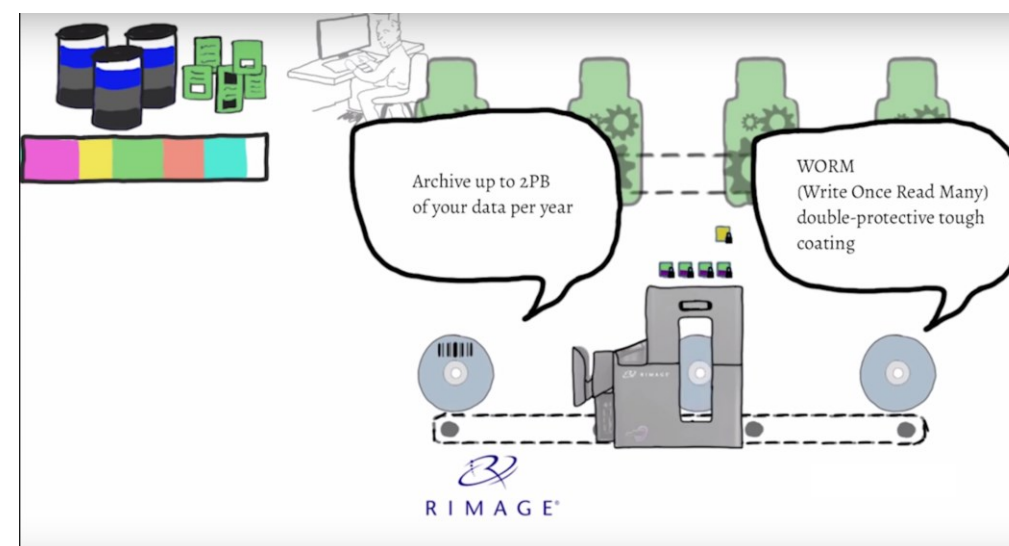 Archive up to 2PB
of your data per year
WORM
(Write Once Read Many)
double-protective tough
coating
RIMAGE
RIMAGE®